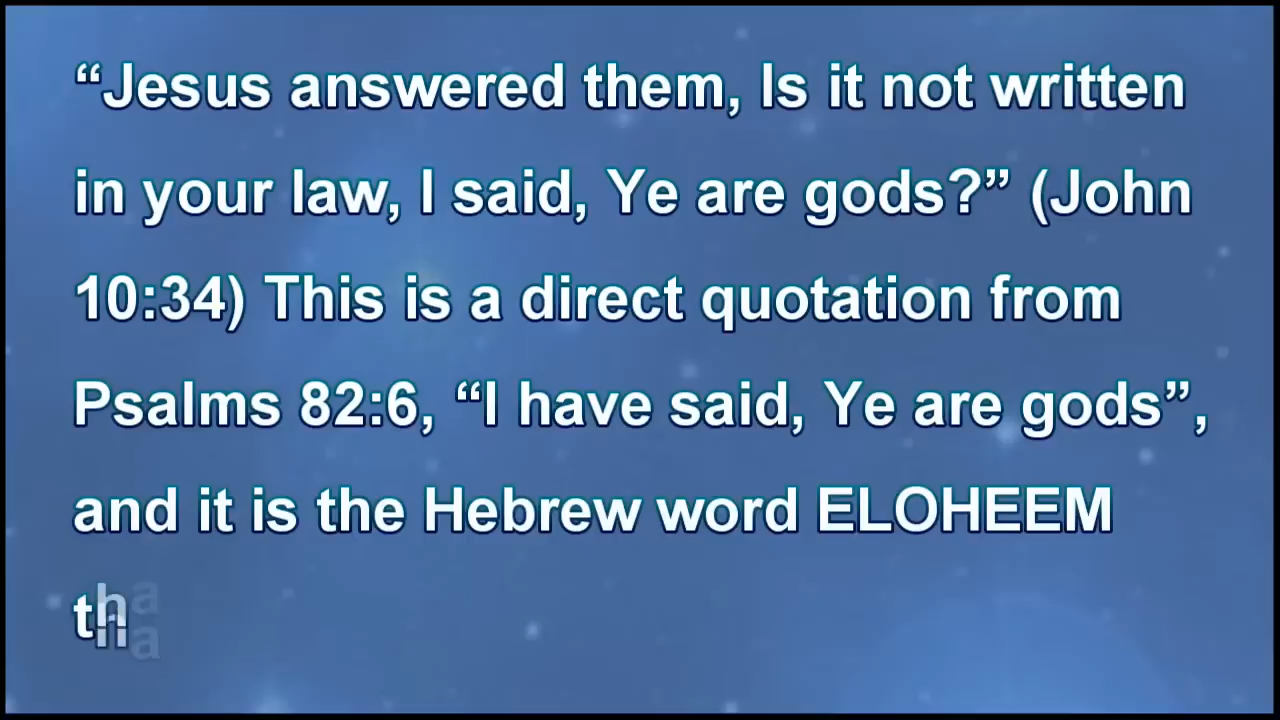 “Jesus answered them, Is it not written
in your law, I said, Ye are gods?” (John
10:34) This is a direct quotation from
Psalms 82:6, “I have said, Ye are gods”,
and it is the Hebrew word ELOHEEM